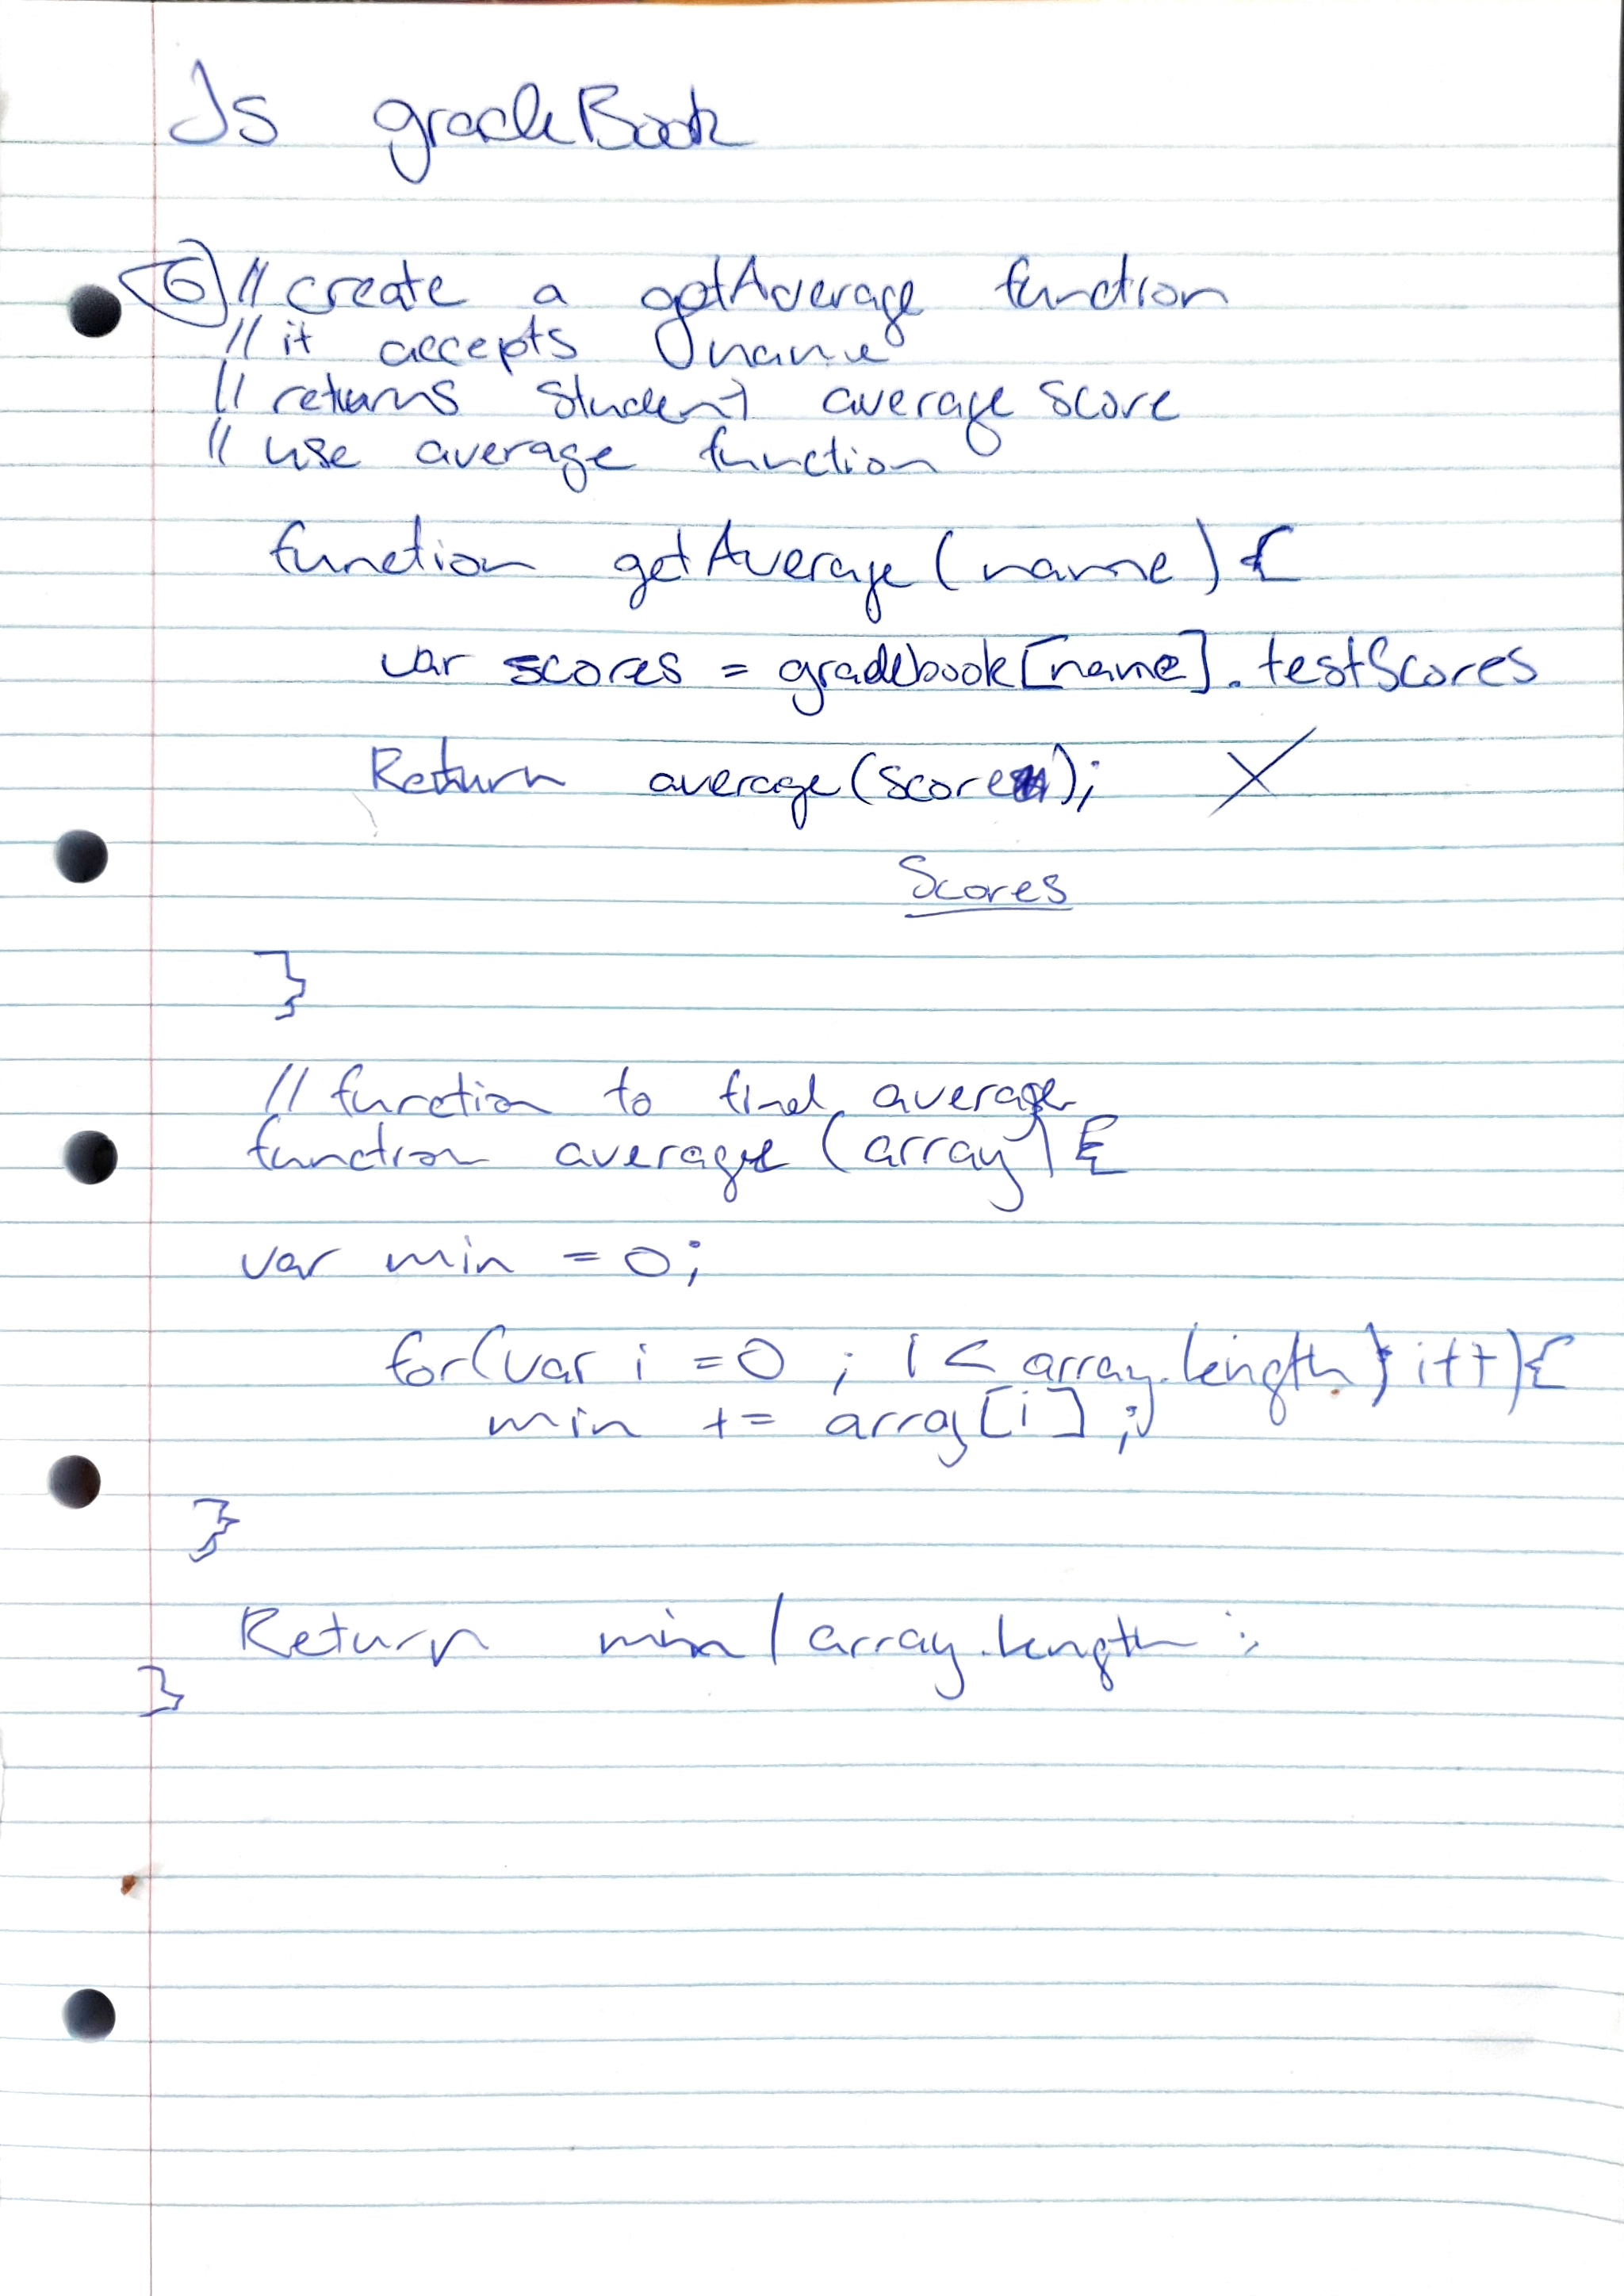 Js gradeBook
6 // create a getAverage function
// it accepts name
// returns student average score
// use average function
function getAverage (name) {
var scores = gradebook[name].testScores
Return average(score); X
Scores
}
// function to find average
function average (array) {
var min = 0;
for(var i = 0 ; i < array.length; i++){
min += array[i];
}
Return min / array.length ;
}